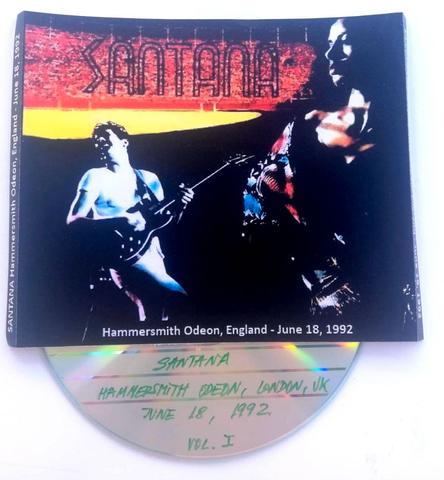 SANTANA
SANTANA Hammersmith Odeon, England - June 18, 1992
Hammersmith Odeon, England - June 18, 1992
SANTANA
HAMMERSMITH ODEON, LONDON, UK
JUNE 18, 1992
VOL. I